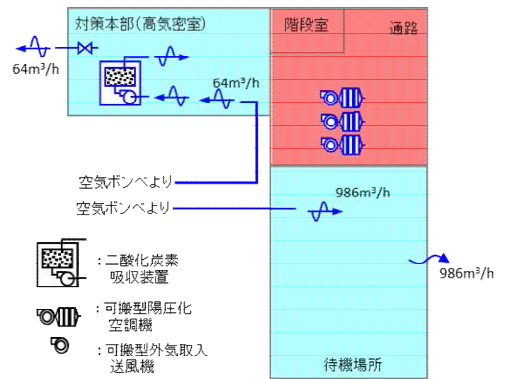 対策本部(高気密室)
階段室
通路
64m³/h
64m³/h
空気ボンベより
空気ボンベより
986m³/h
986m³/h
:二酸化炭素
吸収装置
:可搬型陽圧化
空調機
:可搬型外気取入
送風機
待機場所